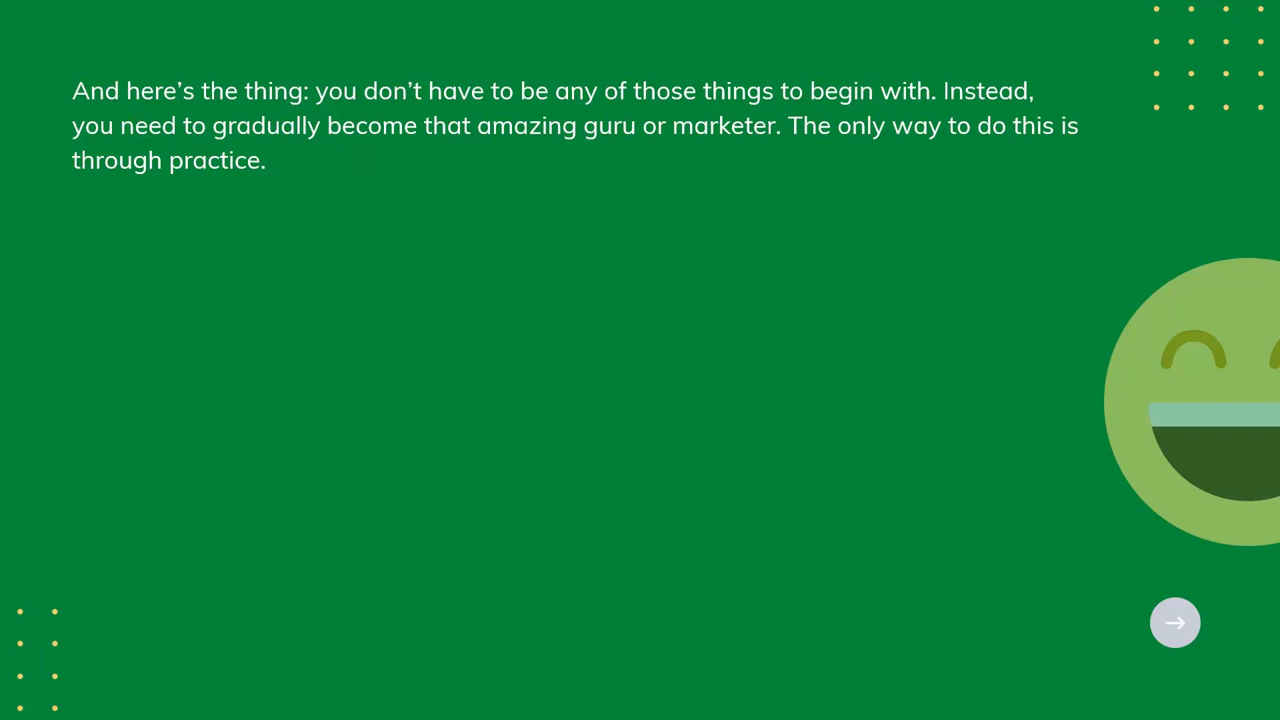 And here’s the thing: you don’t have to be any of those things to begin with. Instead,
you need to gradually become that amazing guru or marketer. The only way to do this is
through practice.